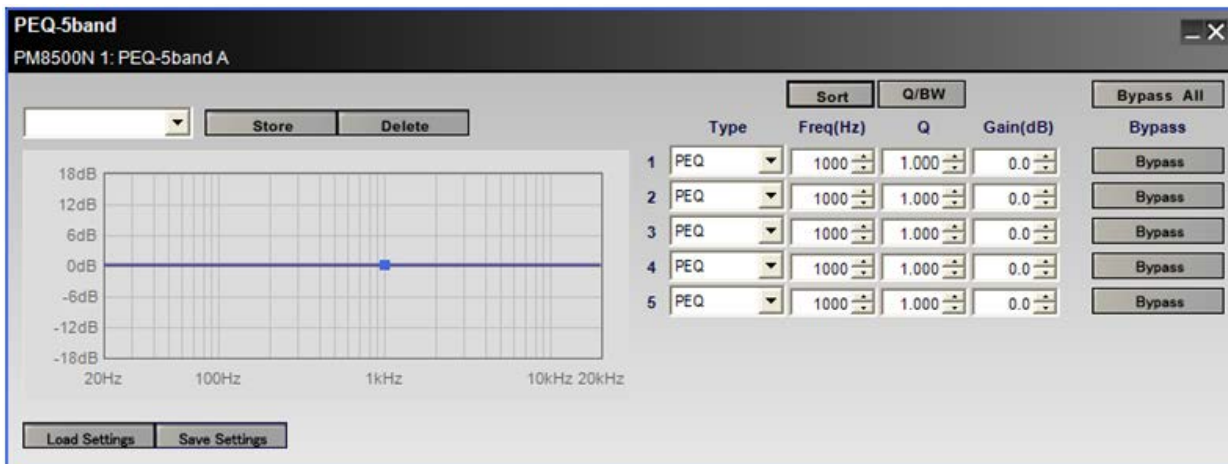 PEQ-5band
PM8500N 1: PEQ-5band A
Sort Q/BW Bypass All
Store Delete
Type Freq(Hz) Q Gain(dB) Bypass
1 PEQ 1000 1.000 0.0 Bypass
2 PEQ 1000 1.000 0.0 Bypass
3 PEQ 1000 1.000 0.0 Bypass
4 PEQ 1000 1.000 0.0 Bypass
5 PEQ 1000 1.000 0.0 Bypass
18dB
12dB
6dB
0dB
-6dB
-12dB
-18dB
20Hz 100Hz 1kHz 10kHz 20kHz
Load Settings Save Settings